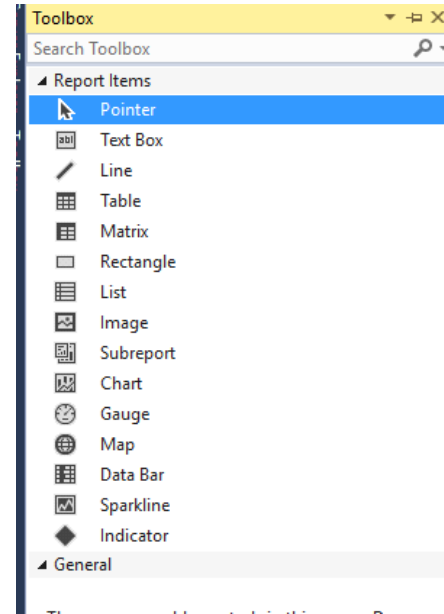 Toolbox
Search Toolbox
Report Items
Pointer
abl Text Box
Line
Table
Matrix
Rectangle
List
Image
Subreport
Chart
Gauge
Map
Data Bar
Sparkline
Indicator
General